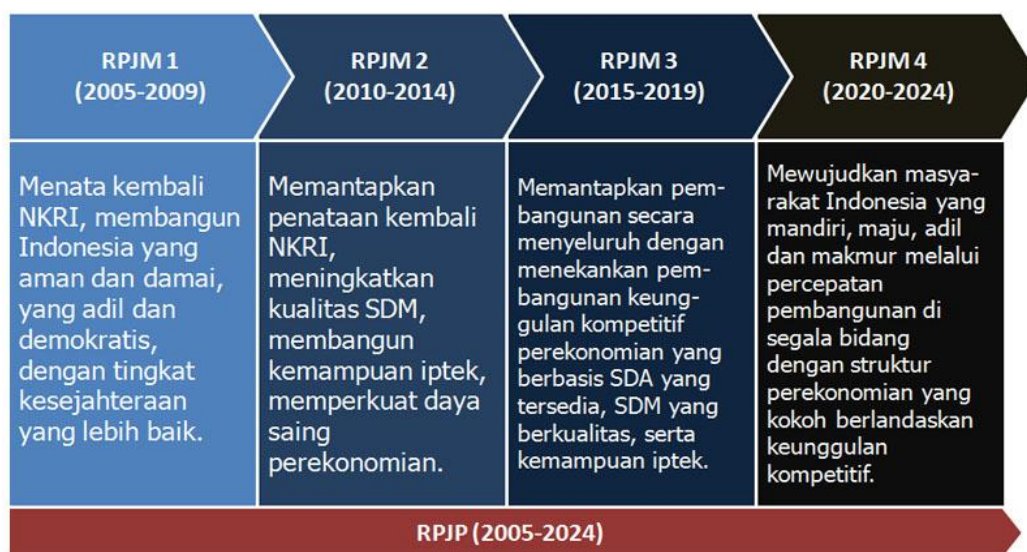 RPJM 1
(2005-2009)
RPJM 2
(2010-2014)
RPJM 3
(2015-2019)
RPJM 4
(2020-2024)
Menata kembali
NKRI, membangun
Indonesia yang
aman dan damai,
yang adil dan
demokratis,
dengan tingkat
kesejahteraan
yang lebih baik.
Memantapkan
penataan kembali
NKRI,
meningkatkan
kualitas SDM,
membangun
kemampuan iptek,
memperkuat daya
saing
perekonomian.
Memantapkan pem-
bangunan secara
menyeluruh dengan
menekankan pem-
bangunan keung-
gulan kompetitif
perekonomian yang
berbasis SDA yang
tersedia, SDM yang
berkualitas, serta
kemampuan iptek.
Mewujudkan masya-
rakat Indonesia yang
mandiri, maju, adil
dan makmur melalui
percepatan
pembangunan di
segala bidang
dengan struktur
perekonomian yang
kokoh berlandaskan
keunggulan
kompetitif.
RPJP (2005-2024)